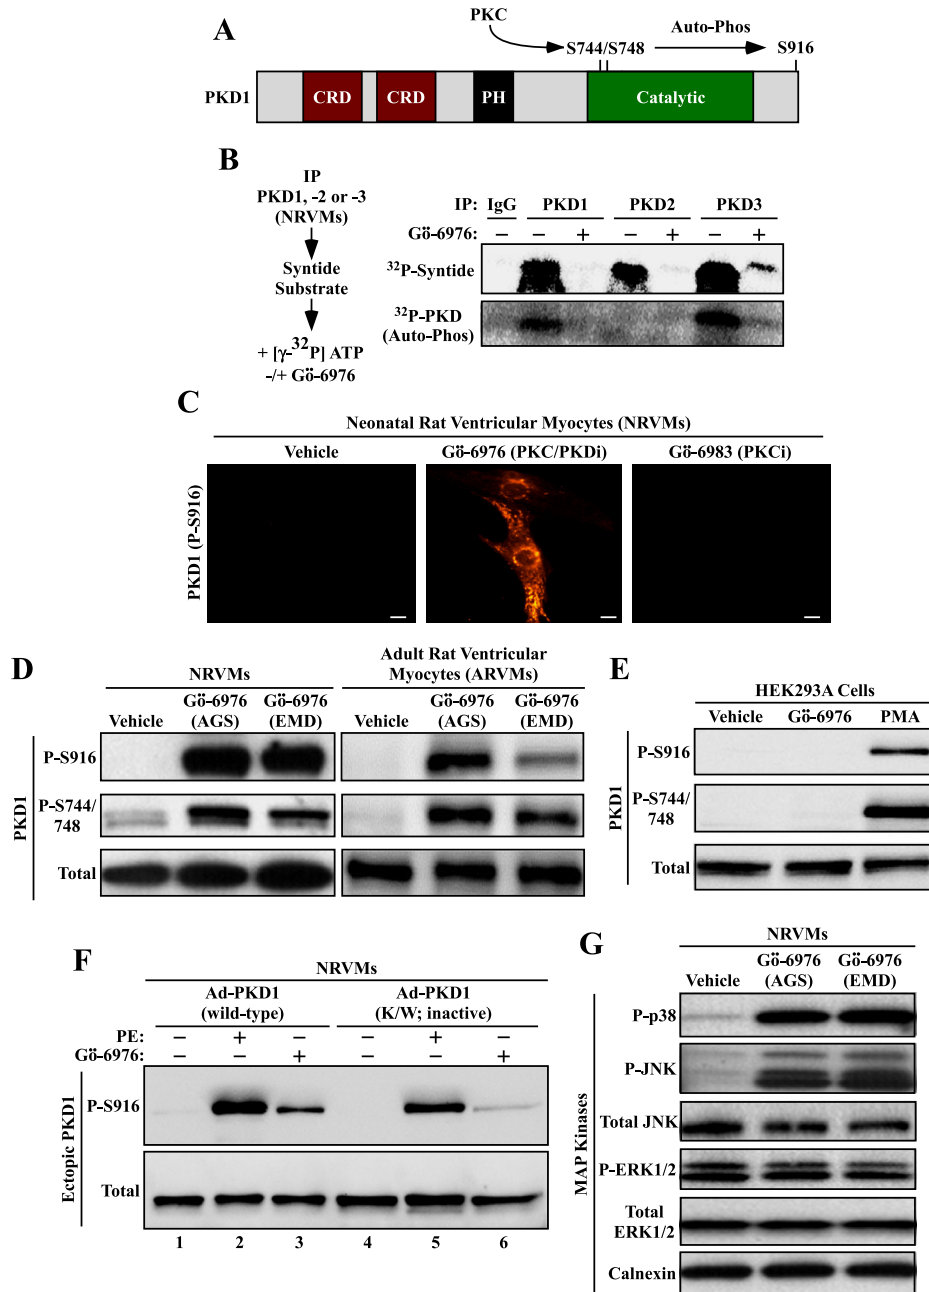 A
PKC
Auto-Phos
S744/S748
S916
PKD1
CRD
CRD
PH
Catalytic
B
IP
PKD1, -2 or -3
(NRVMs)
Syntide
Substrate
+ [γ-32P] ATP
-/+ Gö-6976
IP: IgG PKD1 PKD2 PKD3
Gö-6976: – – + – + – +
32P-Syntide
32P-PKD
(Auto-Phos)
C
Neonatal Rat Ventricular Myocytes (NRVMs)
Vehicle Gö-6976 (PKC/PKDi) Gö-6983 (PKCi)
PKD1 (P-S916)
D
NRVMs
Adult Rat Ventricular
Myocytes (ARVMs)
Vehicle Gö-6976 (AGS) Gö-6976 (EMD)
Vehicle Gö-6976 (AGS) Gö-6976 (EMD)
PKD1
P-S916
P-S744/
748
Total
E
HEK293A Cells
Vehicle Gö-6976 PMA
PKD1
P-S916
P-S744/
748
Total
F
NRVMs
Ad-PKD1
(wild-type)
Ad-PKD1
(K/W; inactive)
PE: – + – – + –
Gö-6976: – – + – – +
Ectopic PKD1
P-S916
Total
1 2 3 4 5 6
G
NRVMs
Vehicle Gö-6976 (AGS) Gö-6976 (EMD)
MAP Kinases
P-p38
P-JNK
Total JNK
P-ERK1/2
Total
ERK1/2
Calnexin